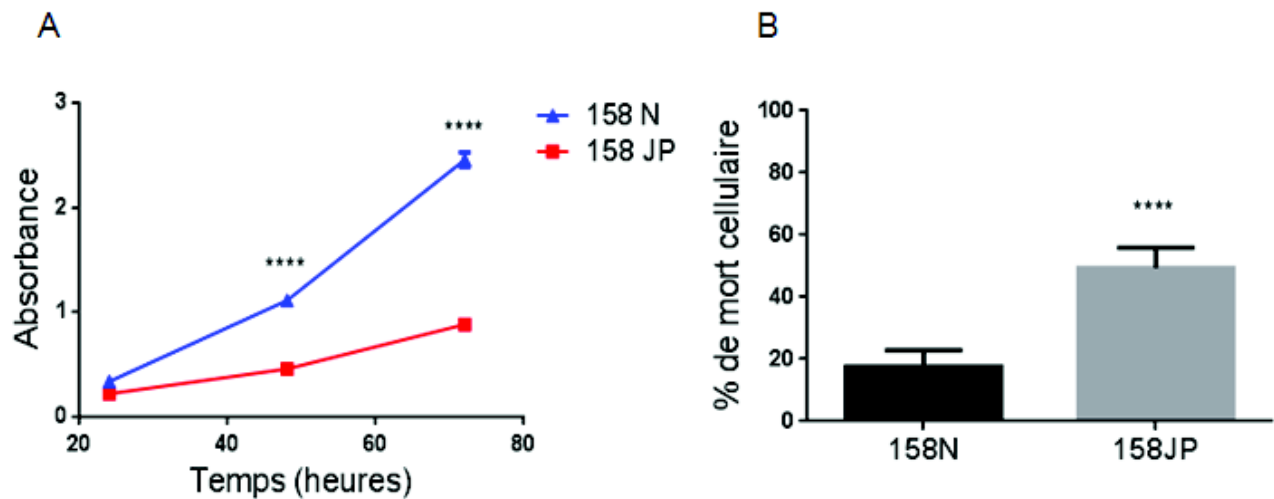 A
Absorbance
3
2
1
0
20
40
60
80
Temps (heures)
****
****
158 N
158 JP
B
% de mort cellulaire
100
80
60
40
20
0
****
158N
158JP